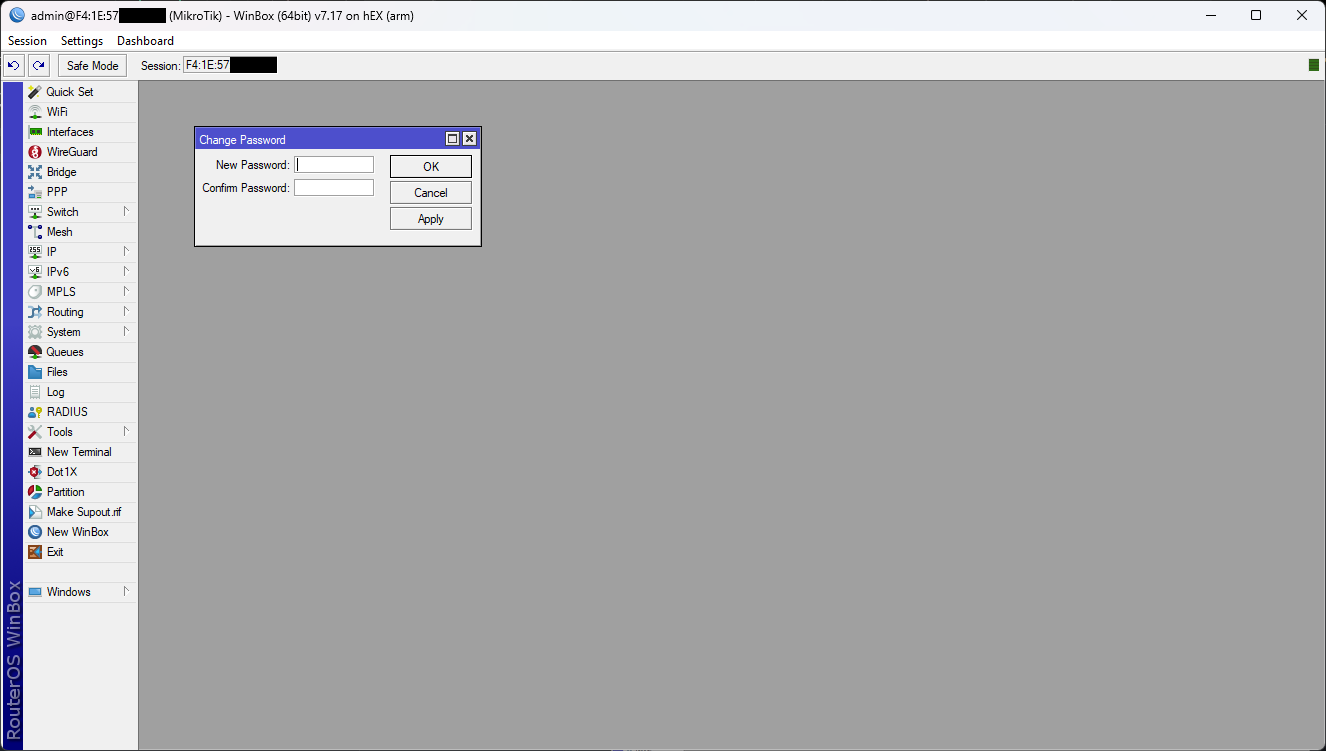 admin@F4:1E:57 (MikroTik) - WinBox (64bit) v7.17 on hEX (arm)
Session Settings Dashboard
Safe Mode Session: F4:1E:57
Quick Set
WiFi
Interfaces
WireGuard
Bridge
PPP
Switch
Mesh
255 IP
v6 IPv6
MPLS
Routing
System
Queues
Files
Log
RADIUS
Tools
New Terminal
Dot1X
Partition
Make Supout.rif
New WinBox
Exit
Windows
RouterOS WinBox
Change Password
New Password: OK
Confirm Password: Cancel
Apply